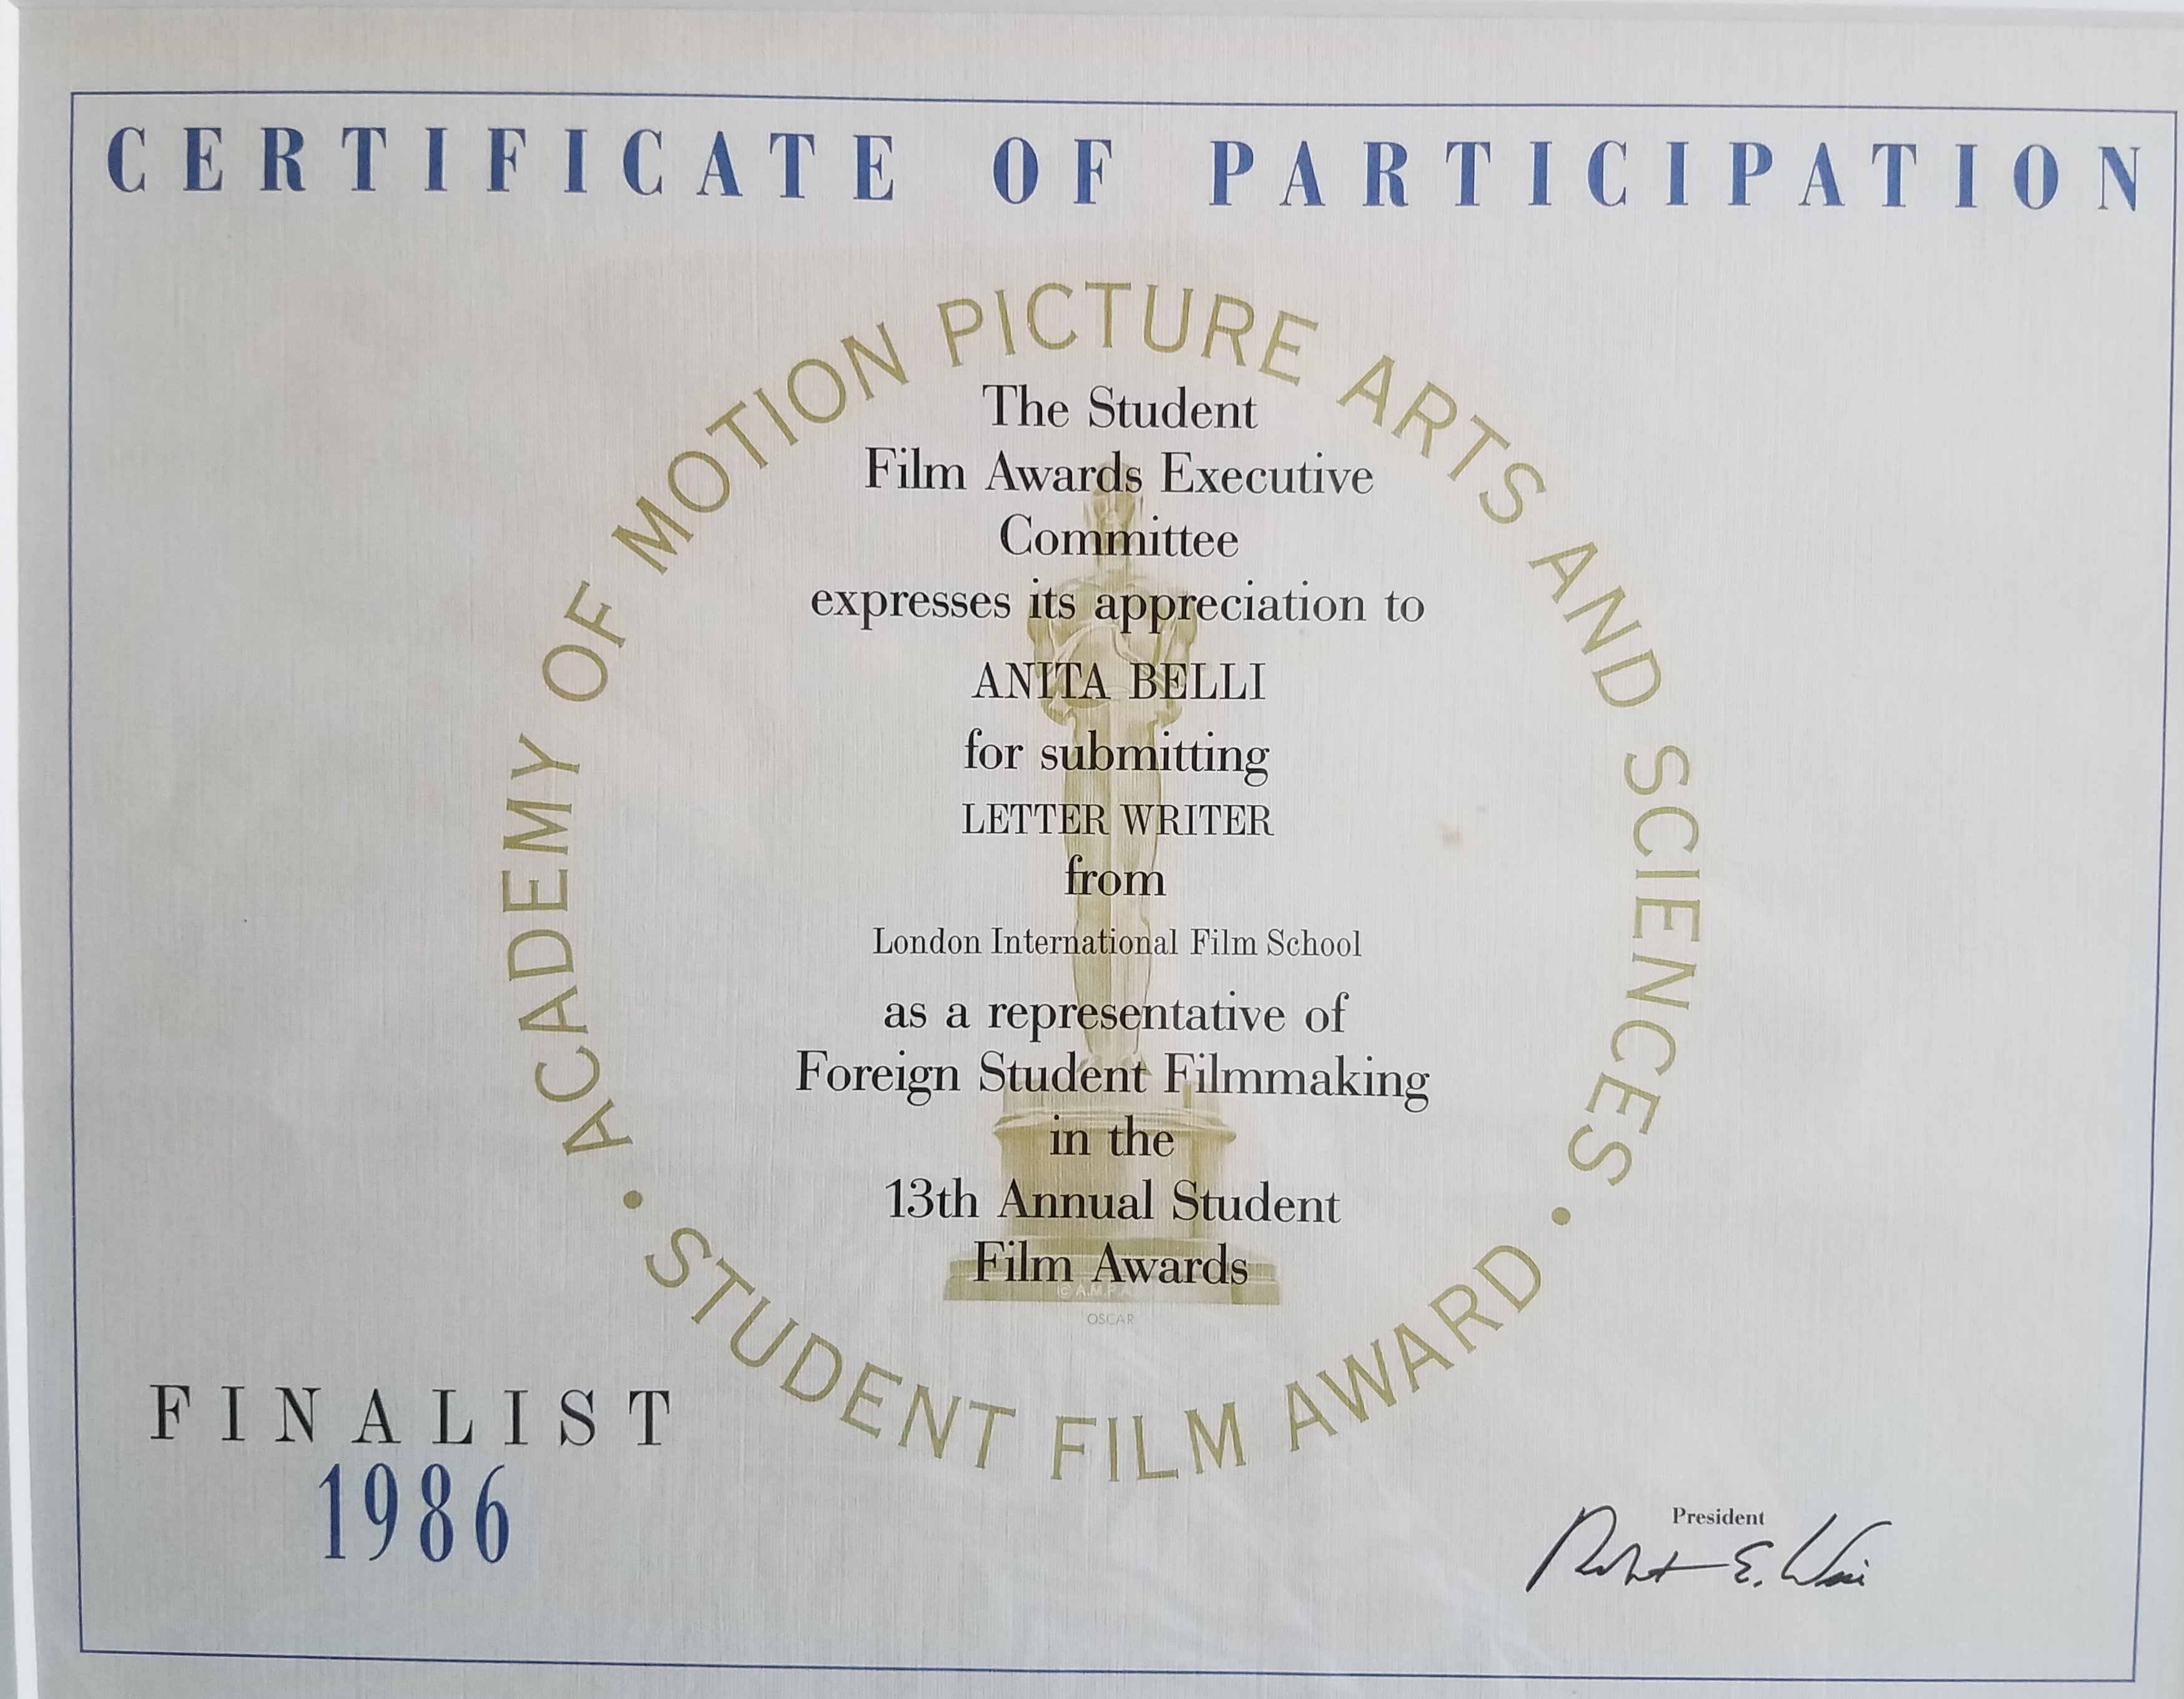 CERTIFICATE OF PARTICIPATION
ACADEMY OF MOTION PICTURE ARTS AND SCIENCES
The Student
Film Awards Executive
Committee
expresses its appreciation to
ANITA BELLI
for submitting
LETTER WRITER
from
London International Film School
as a representative of
Foreign Student Filmmaking
in the
13th Annual Student
Film Awards
© A.M.P.A
OSCAR
• STUDENT FILM AWARD •
FINALIST
1986
President
Robert E. Wise